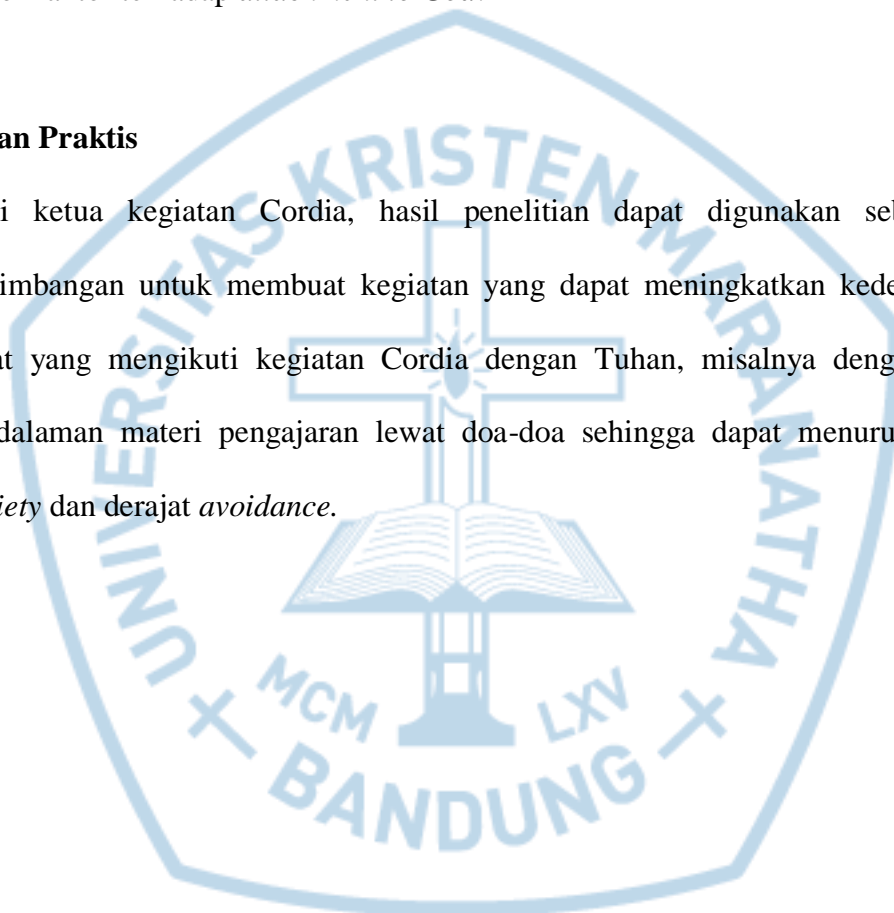 an Praktis
i ketua kegiatan Cordia, hasil penelitian dapat digunakan seb
imbangan untuk membuat kegiatan yang dapat meningkatkan kede
at yang mengikuti kegiatan Cordia dengan Tuhan, misalnya deng
dalaman materi pengajaran lewat doa-doa sehingga dapat menuru
iety dan derajat avoidance.
UNIVERSITAS KRISTEN MARANATHA
MCM LXV
BANDUNG